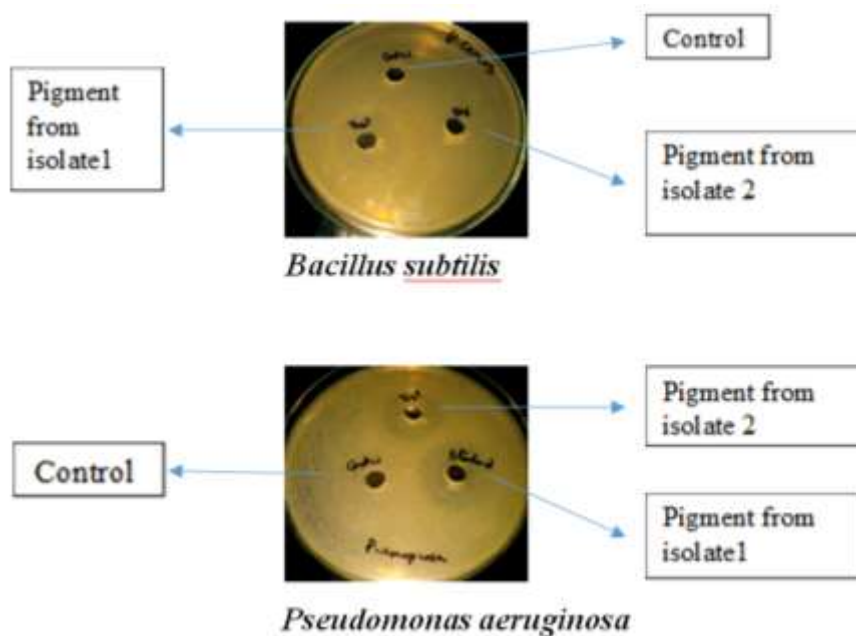 Control
Pigment
from
isolate1
Pigment from
isolate 2
Bacillus subtilis
Pigment from
isolate 2
Control
Pigment from
isolate1
Pseudomonas aeruginosa